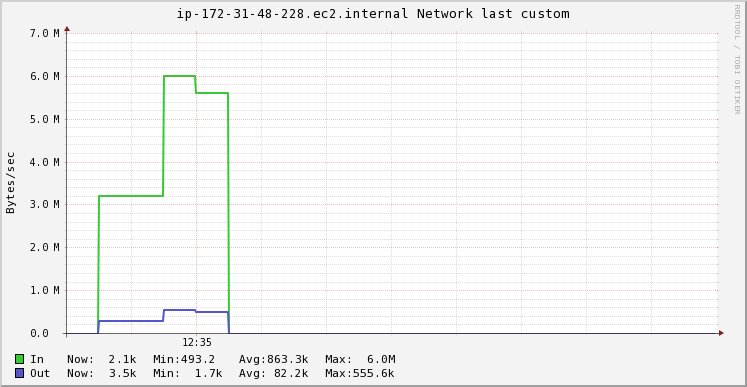 ip-172-31-48-228.ec2.internal Network last custom
RRDTOOL / TOBI OETIKER
Bytes/sec
7.0 M
6.0 M
5.0 M
4.0 M
3.0 M
2.0 M
1.0 M
0.0
12:35
In Now: 2.1k Min:493.2 Avg:863.3k Max: 6.0M
Out Now: 3.5k Min: 1.7k Avg: 82.2k Max:555.6k